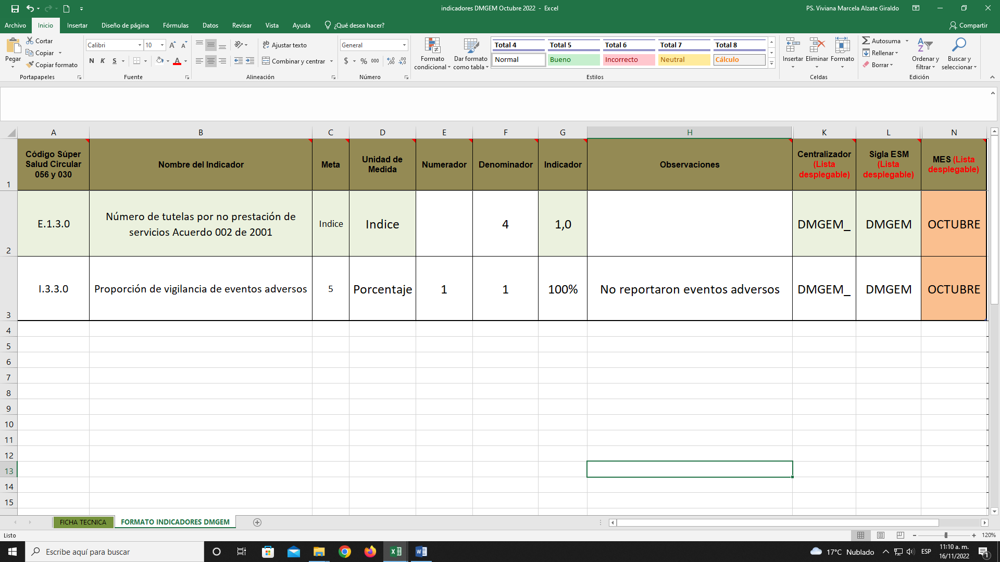 indicadores DMGEM Octubre 2022 - Excel
PS. Viviana Marcela Alzate Giraldo
Archivo
Inicio
Insertar
Diseño de página
Fórmulas
Datos
Revisar
Vista
Ayuda
¿Qué desea hacer?
Compartir
Pegar
Cortar
Copiar
Copiar formato
Portapapeles
Calibri
10
A A
N K S A
Fuente
Ajustar texto
Combinar y centrar
Alineación
General
$ % 000
Número
Formato
condicional
Dar formato
como tabla
Total 4
Total 5
Total 6
Total 7
Total 8
Normal
Bueno
Incorrecto
Neutral
Cálculo
Estilos
Insertar
Eliminar
Formato
Celdas
Autosuma
Rellenar
Borrar
Ordenar y
filtrar
Buscar y
seleccionar
Edición
A B C D E F G H K L N
1
Código Súper
Salud Circular
056 y 030
Nombre del Indicador
Meta
Unidad de
Medida
Numerador
Denominador
Indicador
Observaciones
Centralizador
(Lista
desplegable)
Sigla ESM
(Lista
desplegable)
MES (Lista
desplegable)
2
E.1.3.0
Número de tutelas por no prestación de
servicios Acuerdo 002 de 2001
Indice
Indice
4
1,0
DMGEM_
DMGEM
OCTUBRE
3
I.3.3.0
Proporción de vigilancia de eventos adversos
5
Porcentaje
1
1
100%
No reportaron eventos adversos
DMGEM_
DMGEM
OCTUBRE
4
5
6
7
8
9
10
11
12
13
14
15
FICHA TECNICA
FORMATO INDICADORES DMGEM
Listo
120%
Escribe aquí para buscar
17°C Nublado
ESP
11:10 a. m.
16/11/2022
1